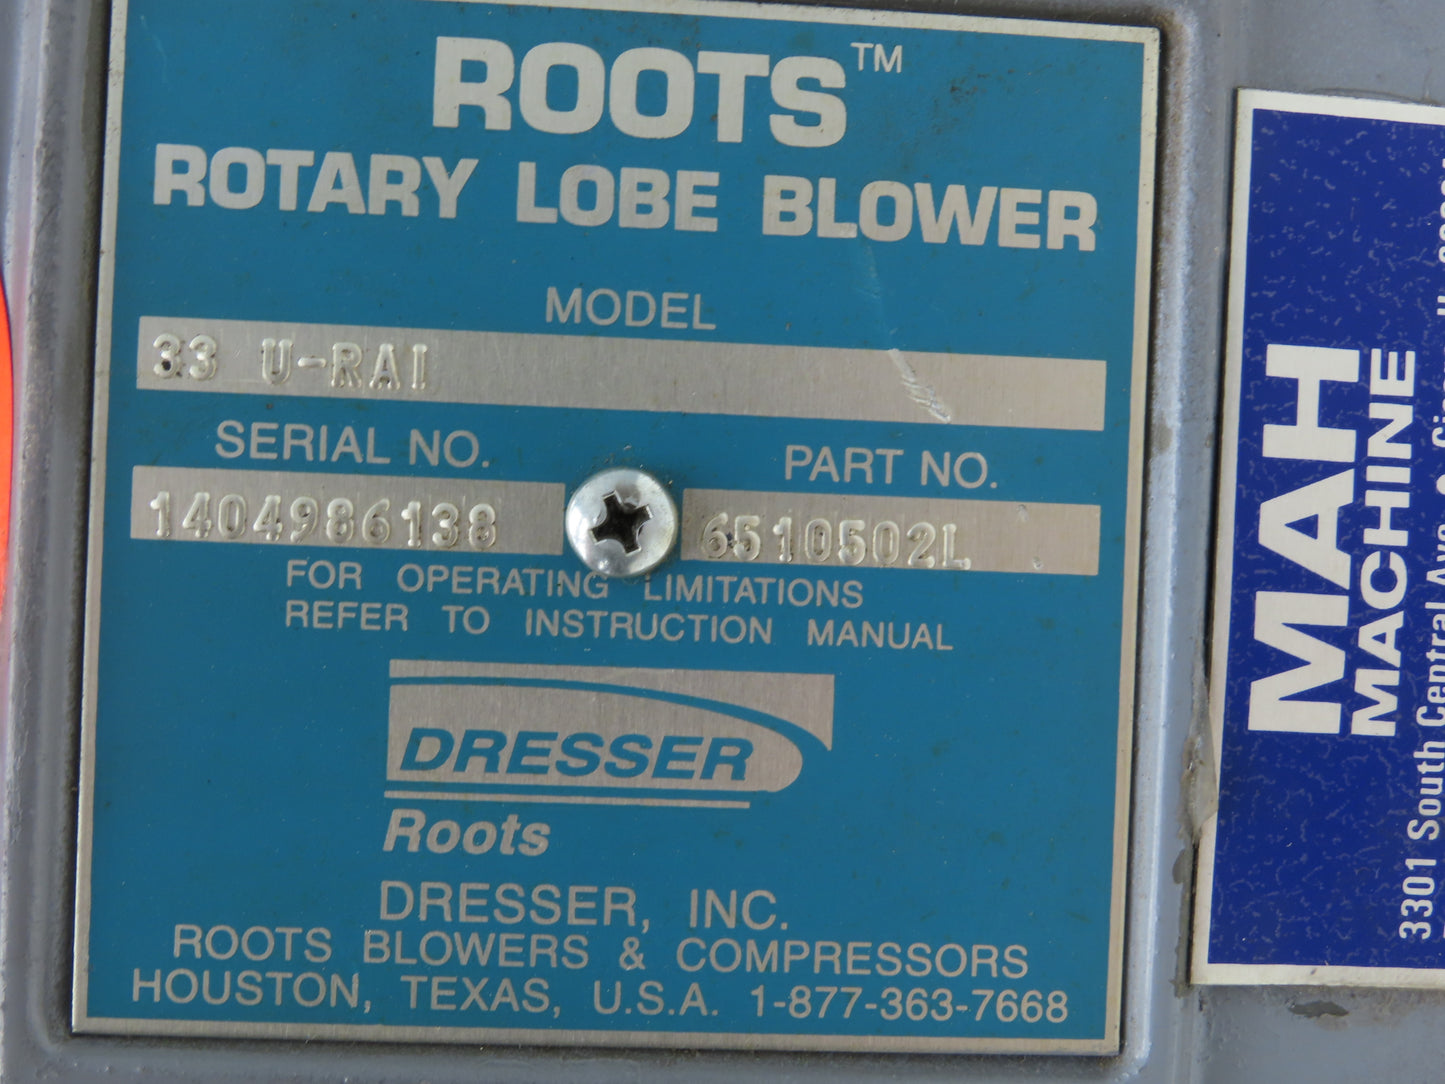 ROOTS™
ROTARY LOBE BLOWER
MODEL
33 U-RAI
SERIAL NO.
1404986138
PART NO.
6510502L
FOR OPERATING LIMITATIONS
REFER TO INSTRUCTION MANUAL
DRESSER
Roots
DRESSER, INC.
ROOTS BLOWERS & COMPRESSORS
HOUSTON, TEXAS, U.S.A. 1-877-363-7668
MAH
MACHINE
3301 South Central Ave